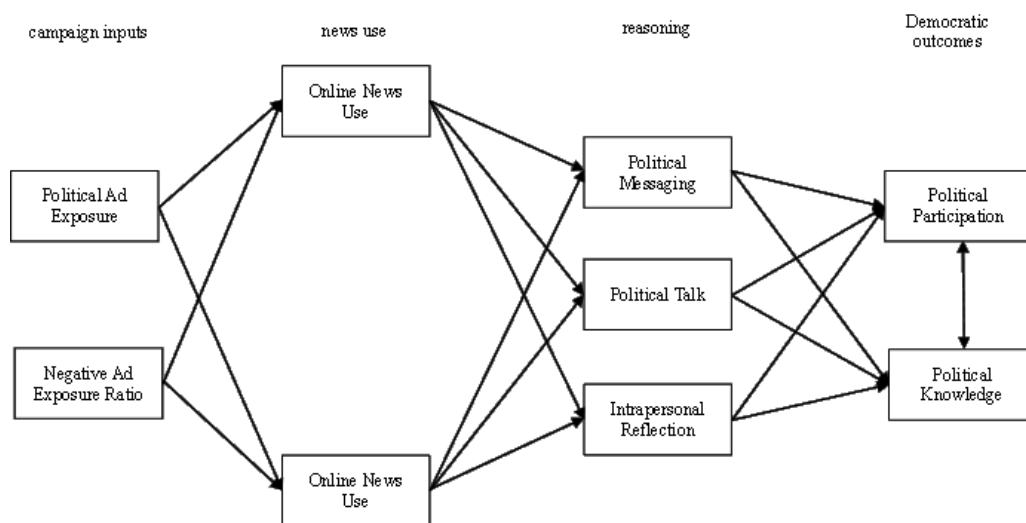 campaign inputs
news use
reasoning
Democratic
outcomes
Online News
Use
Political Ad
Exposure
Negative Ad
Exposure Ratio
Online News
Use
Political
Messaging
Political Talk
Intrapersonal
Reflection
Political
Participation
Political
Knowledge